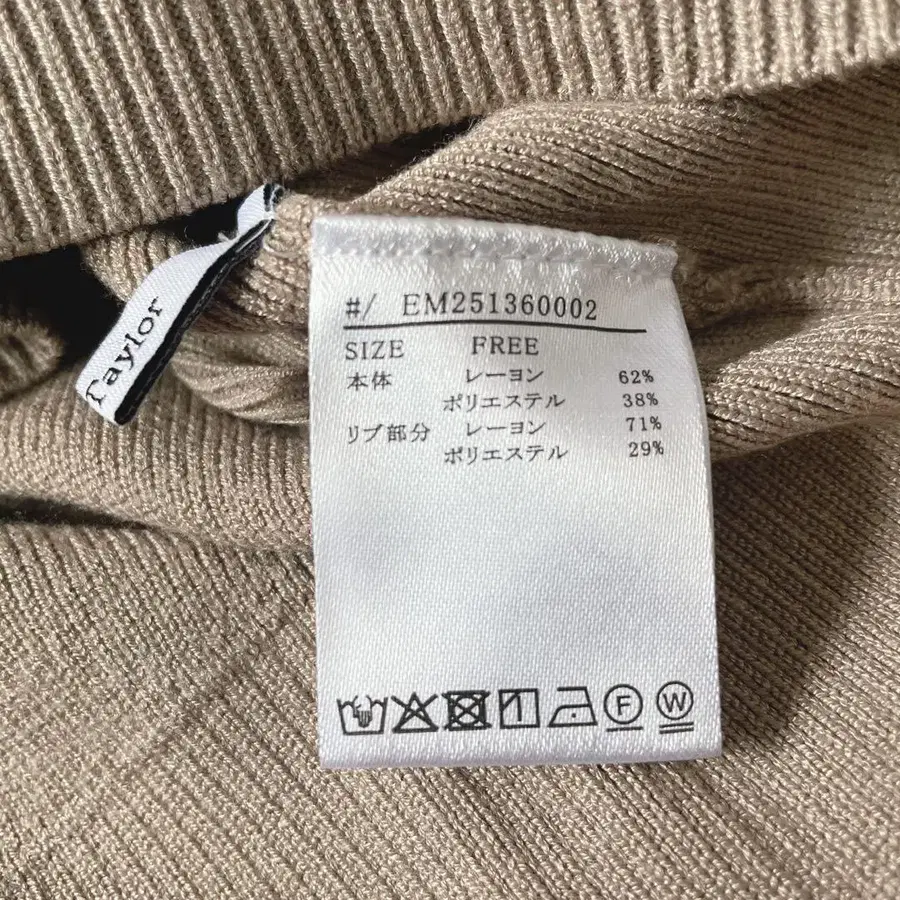 Taylor
#/ EM251360002
SIZE FREE
本体 レーヨン 62%
ポリエステル 38%
リブ部分 レーヨン 71%
ポリエステル 29%
F W